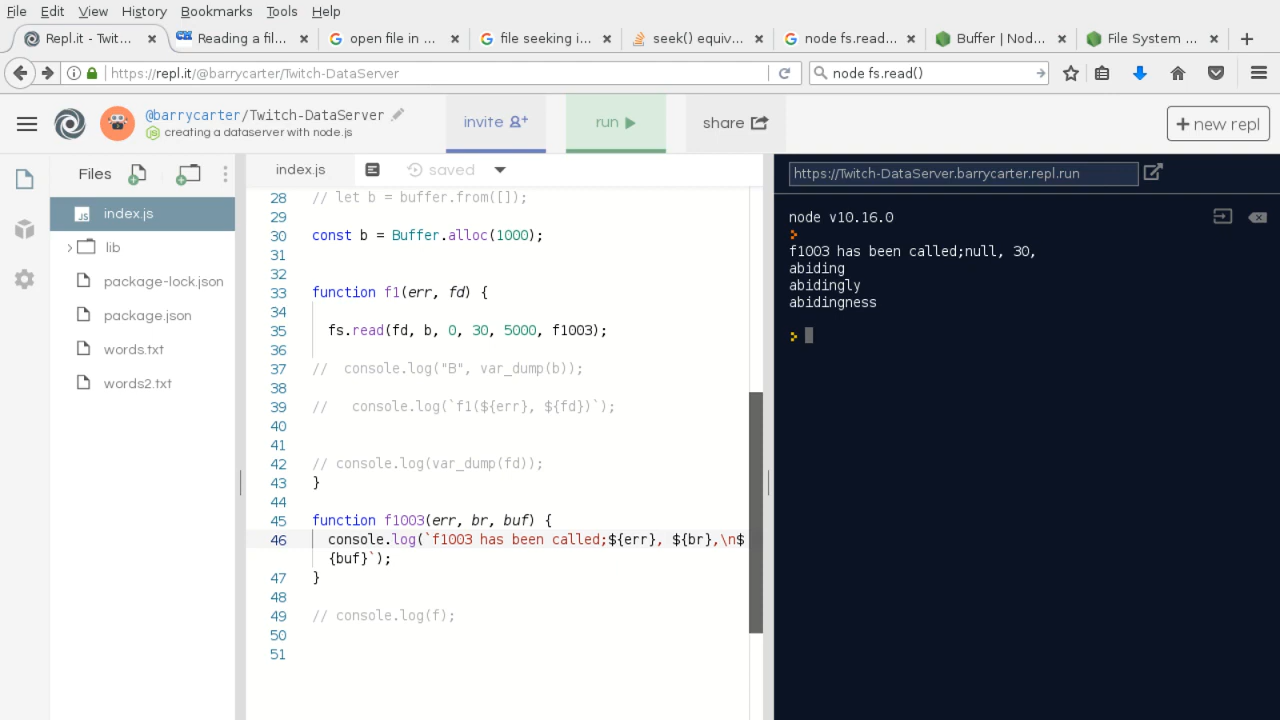 File Edit View History Bookmarks Tools Help
Repl.it - Twit... × Reading a fil... × open file in ... × file seeking i... × seek() equiv... × node fs.read... × Buffer | Nod... × File System ... × +
https://repl.it/@barrycarter/Twitch-DataServer
node fs.read()
@barrycarter/Twitch-DataServer
creating a dataserver with node.js
invite
run
share
+ new repl
Files
index.js
lib
package-lock.json
package.json
words.txt
words2.txt
index.js
saved
28 // let b = buffer.from([]);
29
30 const b = Buffer.alloc(1000);
31
32
33 function f1(err, fd) {
34
35 fs.read(fd, b, 0, 30, 5000, f1003);
36
37 // console.log("B", var_dump(b));
38
39 // console.log(`f1(${err}, ${fd})`);
40
41
42 // console.log(var_dump(fd));
43 }
44
45 function f1003(err, br, buf) {
46 console.log(`f1003 has been called;${err}, ${br},\n$
{buf}`);
47 }
48
49 // console.log(f);
50
51
https://Twitch-DataServer.barrycarter.repl.run
node v10.16.0
>
f1003 has been called;null, 30,
abiding
abidingly
abidingness
>